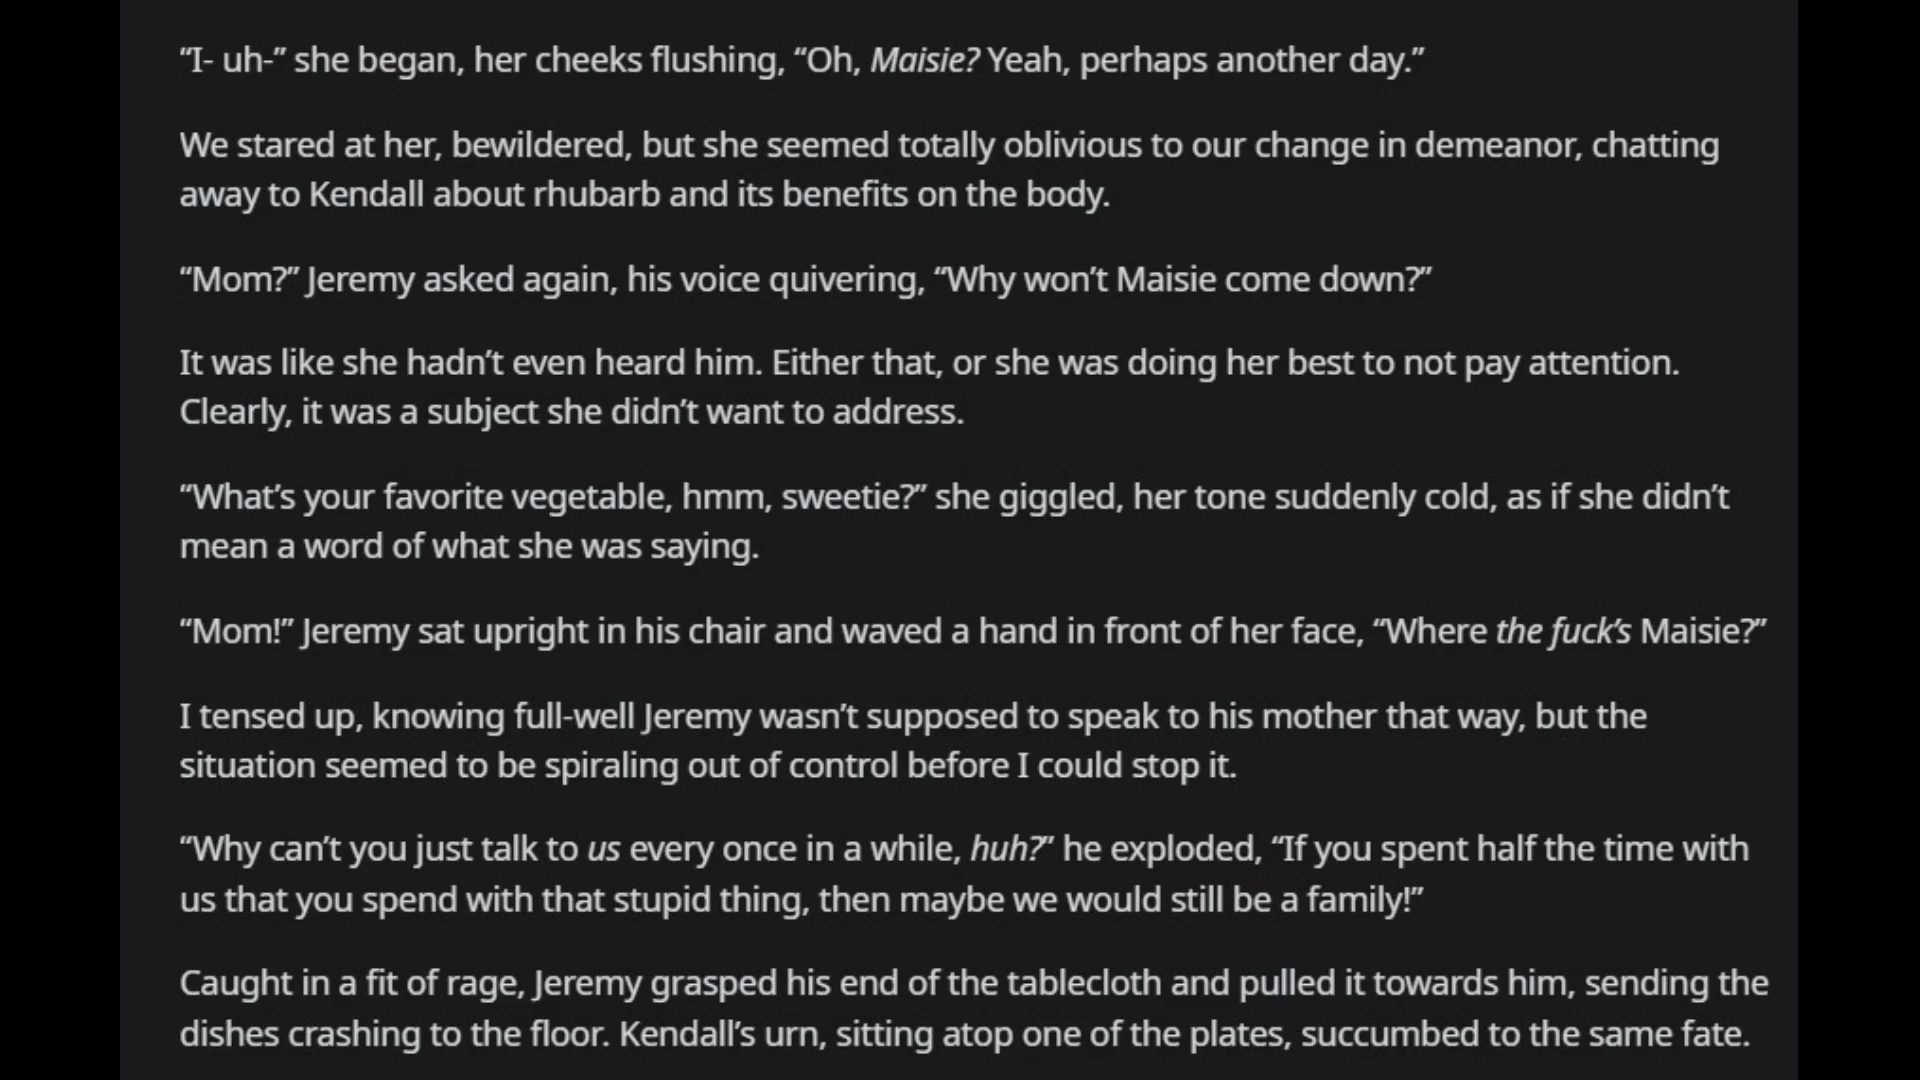 “I- uh-” she began, her cheeks flushing, “Oh, Maisie? Yeah, perhaps another day.”
We stared at her, bewildered, but she seemed totally oblivious to our change in demeanor, chatting
away to Kendall about rhubarb and its benefits on the body.
“Mom?” Jeremy asked again, his voice quivering, “Why won’t Maisie come down?”
It was like she hadn’t even heard him. Either that, or she was doing her best to not pay attention.
Clearly, it was a subject she didn’t want to address.
“What’s your favorite vegetable, hmm, sweetie?” she giggled, her tone suddenly cold, as if she didn’t
mean a word of what she was saying.
“Mom!” Jeremy sat upright in his chair and waved a hand in front of her face, “Where the fuck’s Maisie?”
I tensed up, knowing full-well Jeremy wasn’t supposed to speak to his mother that way, but the
situation seemed to be spiraling out of control before I could stop it.
“Why can’t you just talk to us every once in a while, huh?” he exploded, “If you spent half the time with
us that you spend with that stupid thing, then maybe we would still be a family!”
Caught in a fit of rage, Jeremy grasped his end of the tablecloth and pulled it towards him, sending the
dishes crashing to the floor. Kendall’s urn, sitting atop one of the plates, succumbed to the same fate.